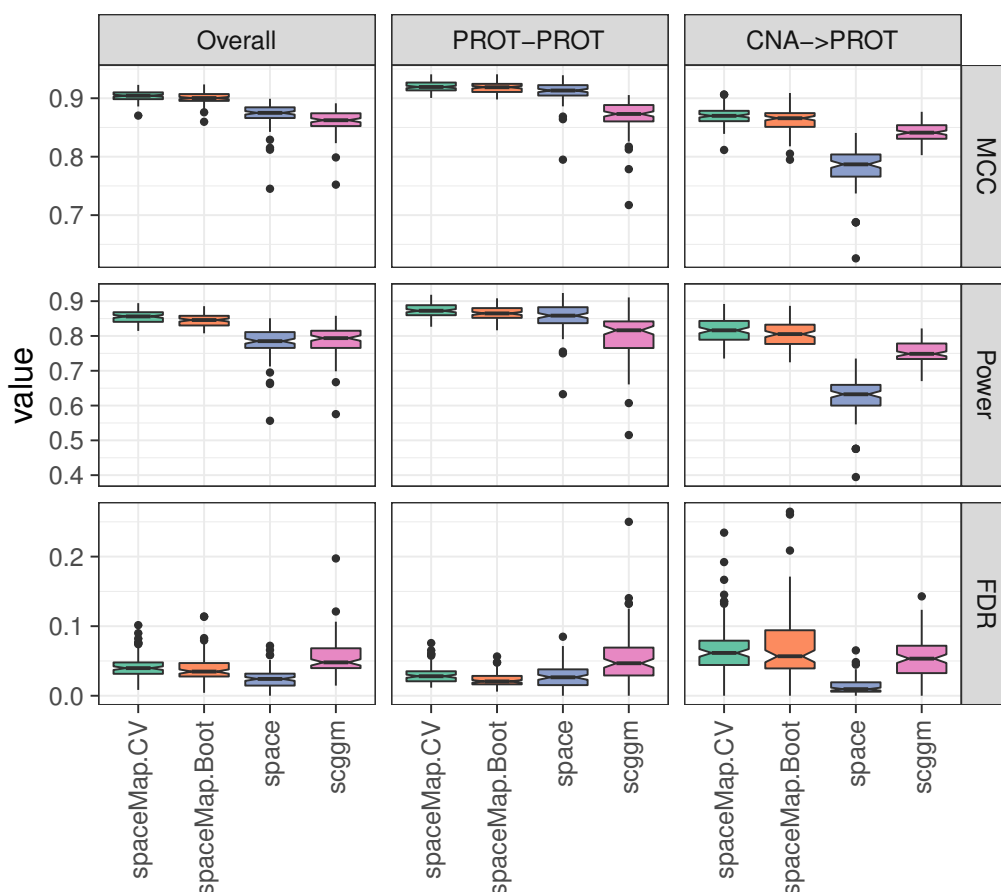 Overall
PROT−PROT
CNA−>PROT
0.9
0.8
0.7
MCC
0.9
0.8
0.7
0.6
0.5
0.4
Power
value
0.2
0.1
0.0
FDR
spaceMap.CV
spaceMap.Boot
space
scggm
spaceMap.CV
spaceMap.Boot
space
scggm
spaceMap.CV
spaceMap.Boot
space
scggm